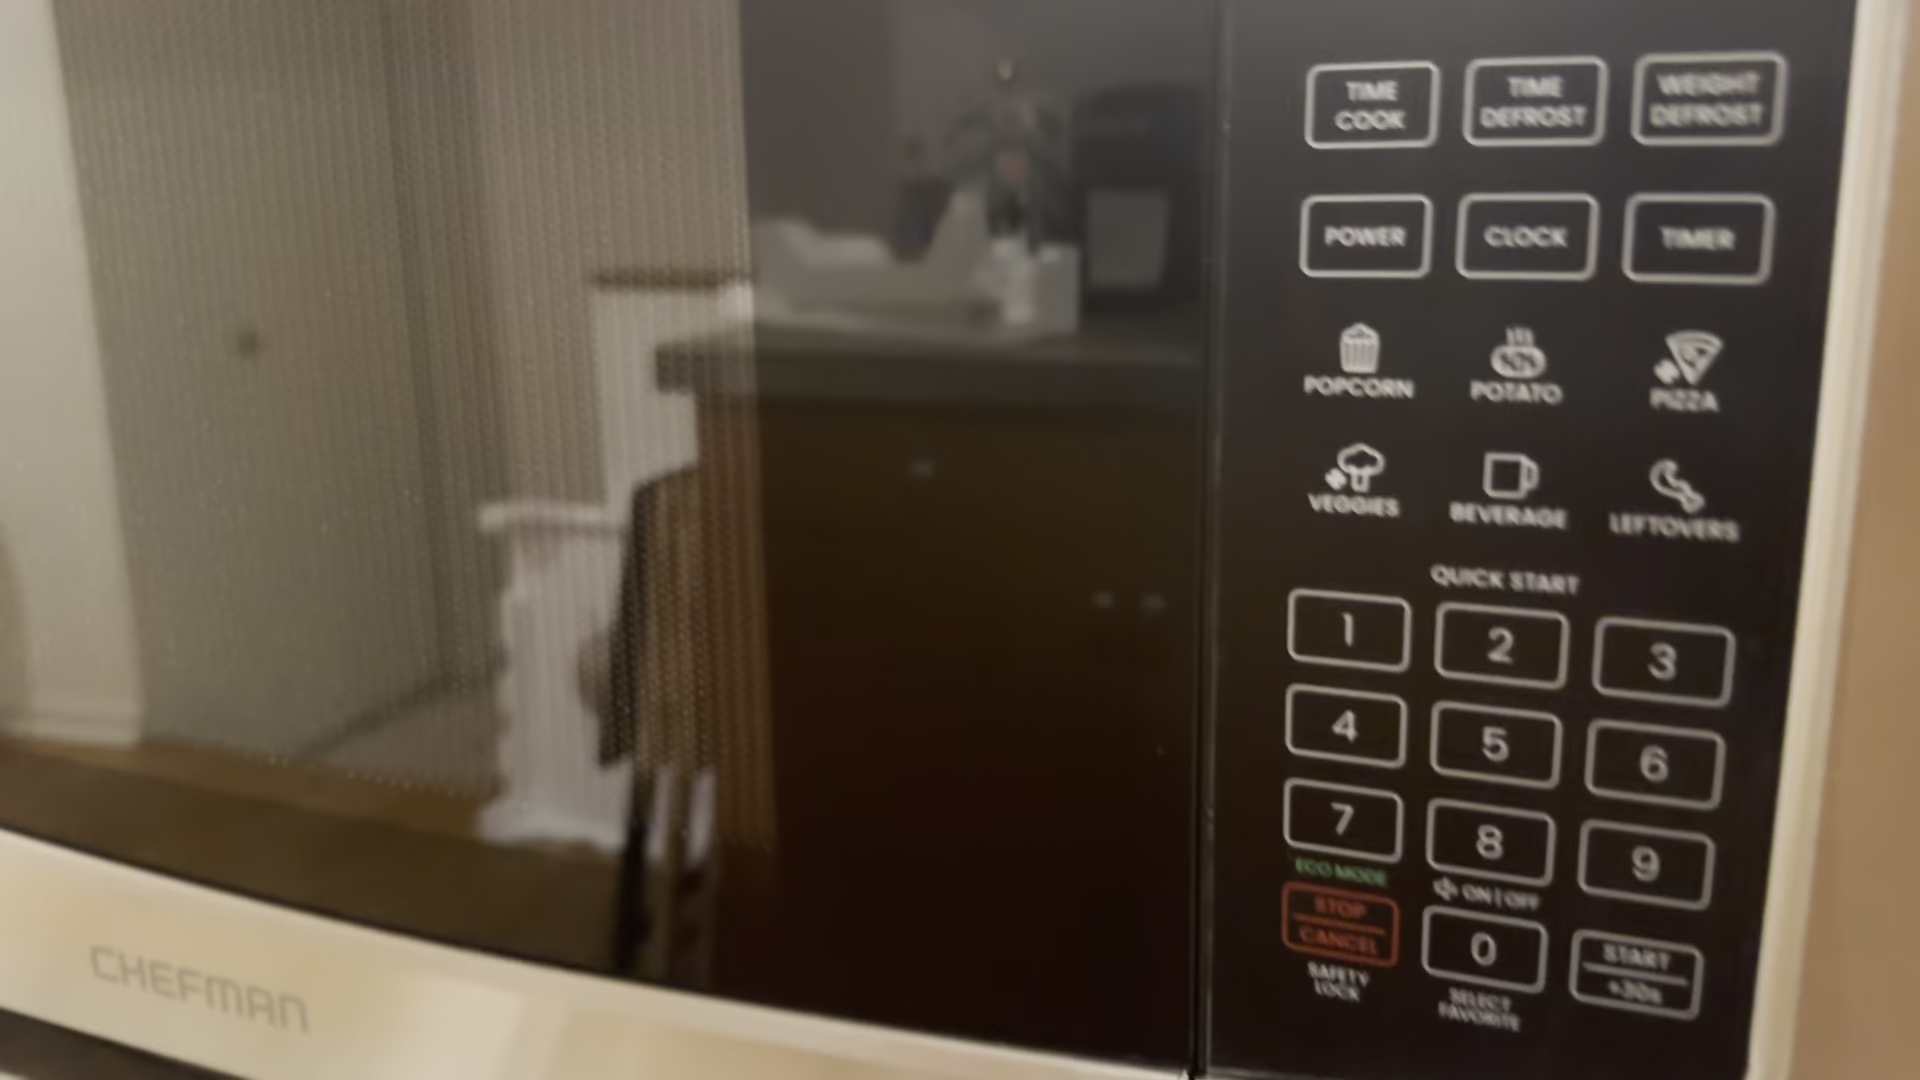 TIME
COOK
TIME
DEFROST
WEIGHT
DEFROST
POWER
CLOCK
TIMER
POPCORN
POTATO
PIZZA
VEGGIES
BEVERAGE
LEFTOVERS
QUICK START
1
2
3
4
5
6
7
8
9
ECO MODE
ON | OFF
STOP
CANCEL
0
START
+30s
SAFETY
LOCK
SELECT
FAVORITE
CHEFMAN